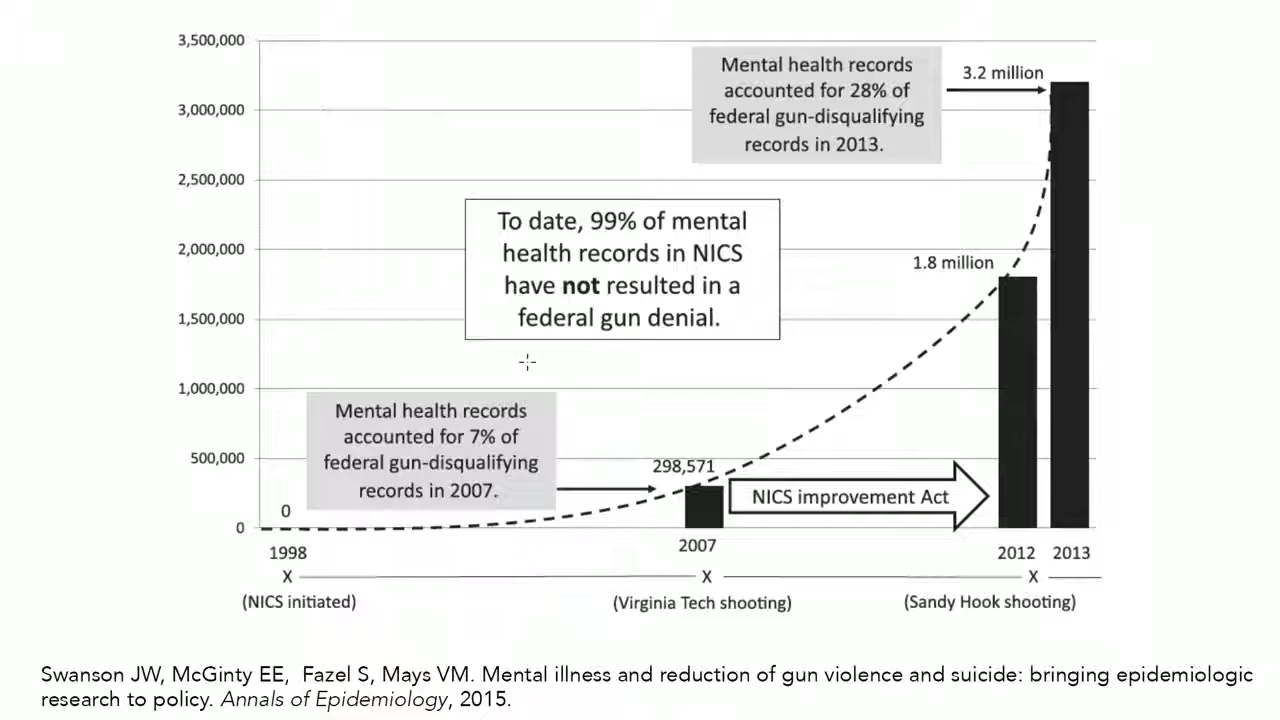 3,500,000
3,000,000
2,500,000
2,000,000
1,500,000
1,000,000
500,000
0
Mental health records
accounted for 28% of
federal gun-disqualifying
records in 2013.
3.2 million
To date, 99% of mental
health records in NICS
have not resulted in a
federal gun denial.
1.8 million
Mental health records
accounted for 7% of
federal gun-disqualifying
records in 2007.
298,571
NICS improvement Act
0
1998
2007
2012
2013
X
X
X
(NICS initiated)
(Virginia Tech shooting)
(Sandy Hook shooting)
Swanson JW, McGinty EE, Fazel S, Mays VM. Mental illness and reduction of gun violence and suicide: bringing epidemiologic
research to policy. Annals of Epidemiology, 2015.